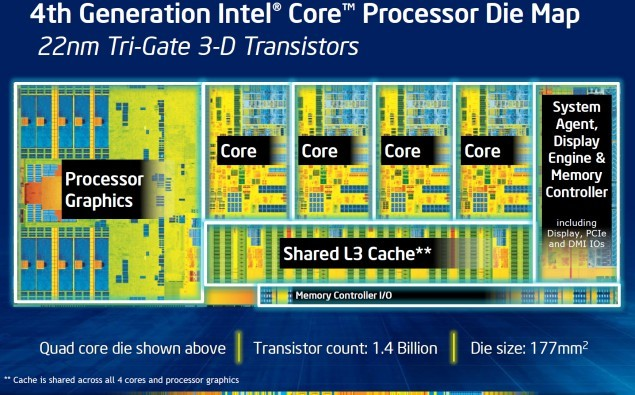 4th Generation Intel® Core™ Processor Die Map
22nm Tri-Gate 3-D Transistors
Processor
Graphics
Core
Core
Core
Core
System
Agent,
Display
Engine &
Memory
Controller
including
Display, PCIe
and DMI IOs
Shared L3 Cache**
Memory Controller I/O
Quad core die shown above | Transistor count: 1.4 Billion | Die size: 177mm²
** Cache is shared across all 4 cores and processor graphics